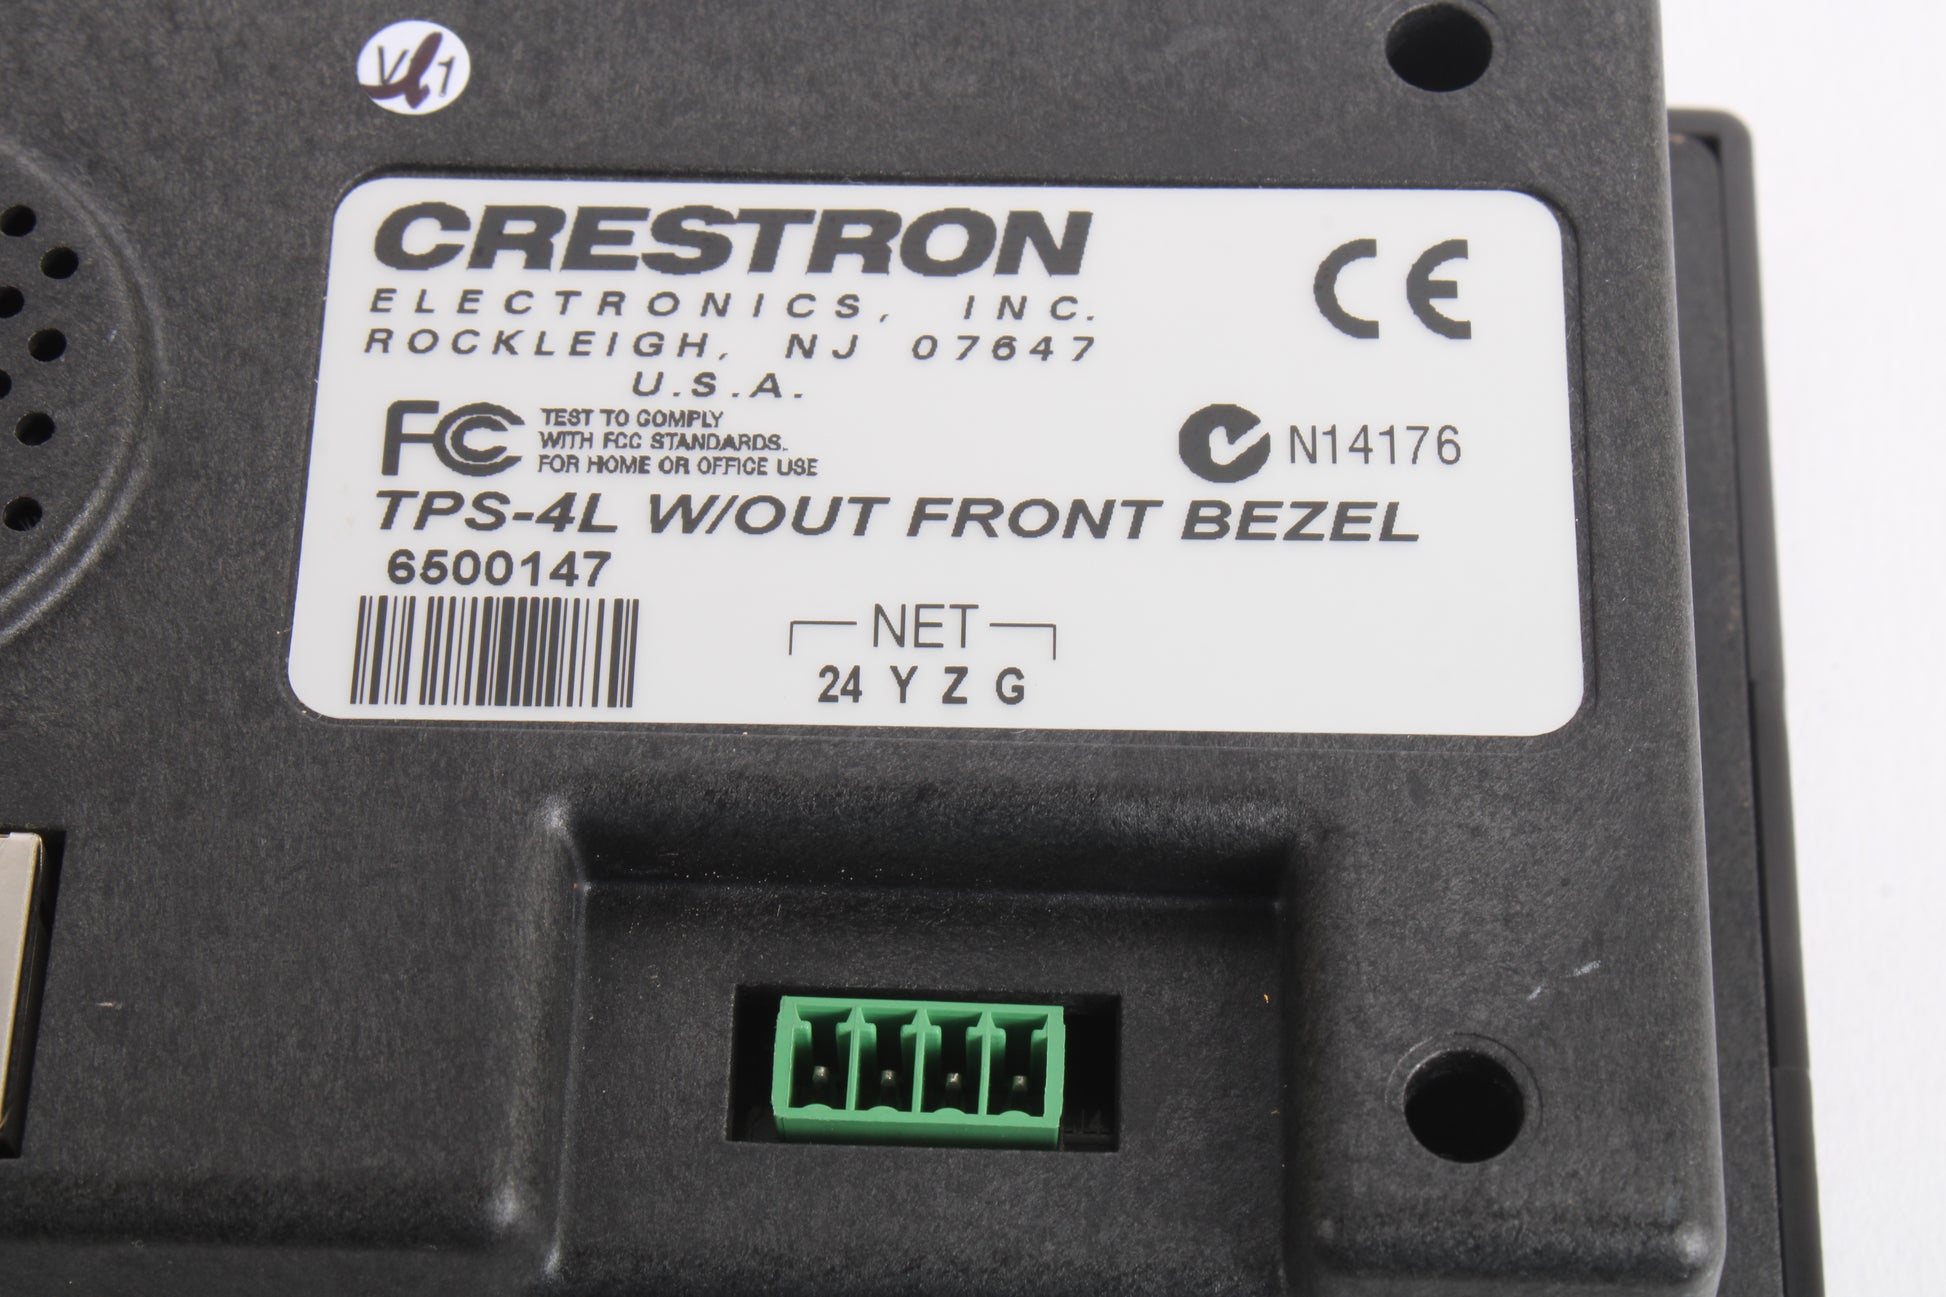 CRESTRON
ELECTRONICS, INC.
ROCKLEIGH, NJ 07647
U.S.A.
CE
FC TEST TO COMPLY
WITH FCC STANDARDS.
FOR HOME OR OFFICE USE
N14176
TPS-4L W/OUT FRONT BEZEL
6500147
NET
24 Y Z G